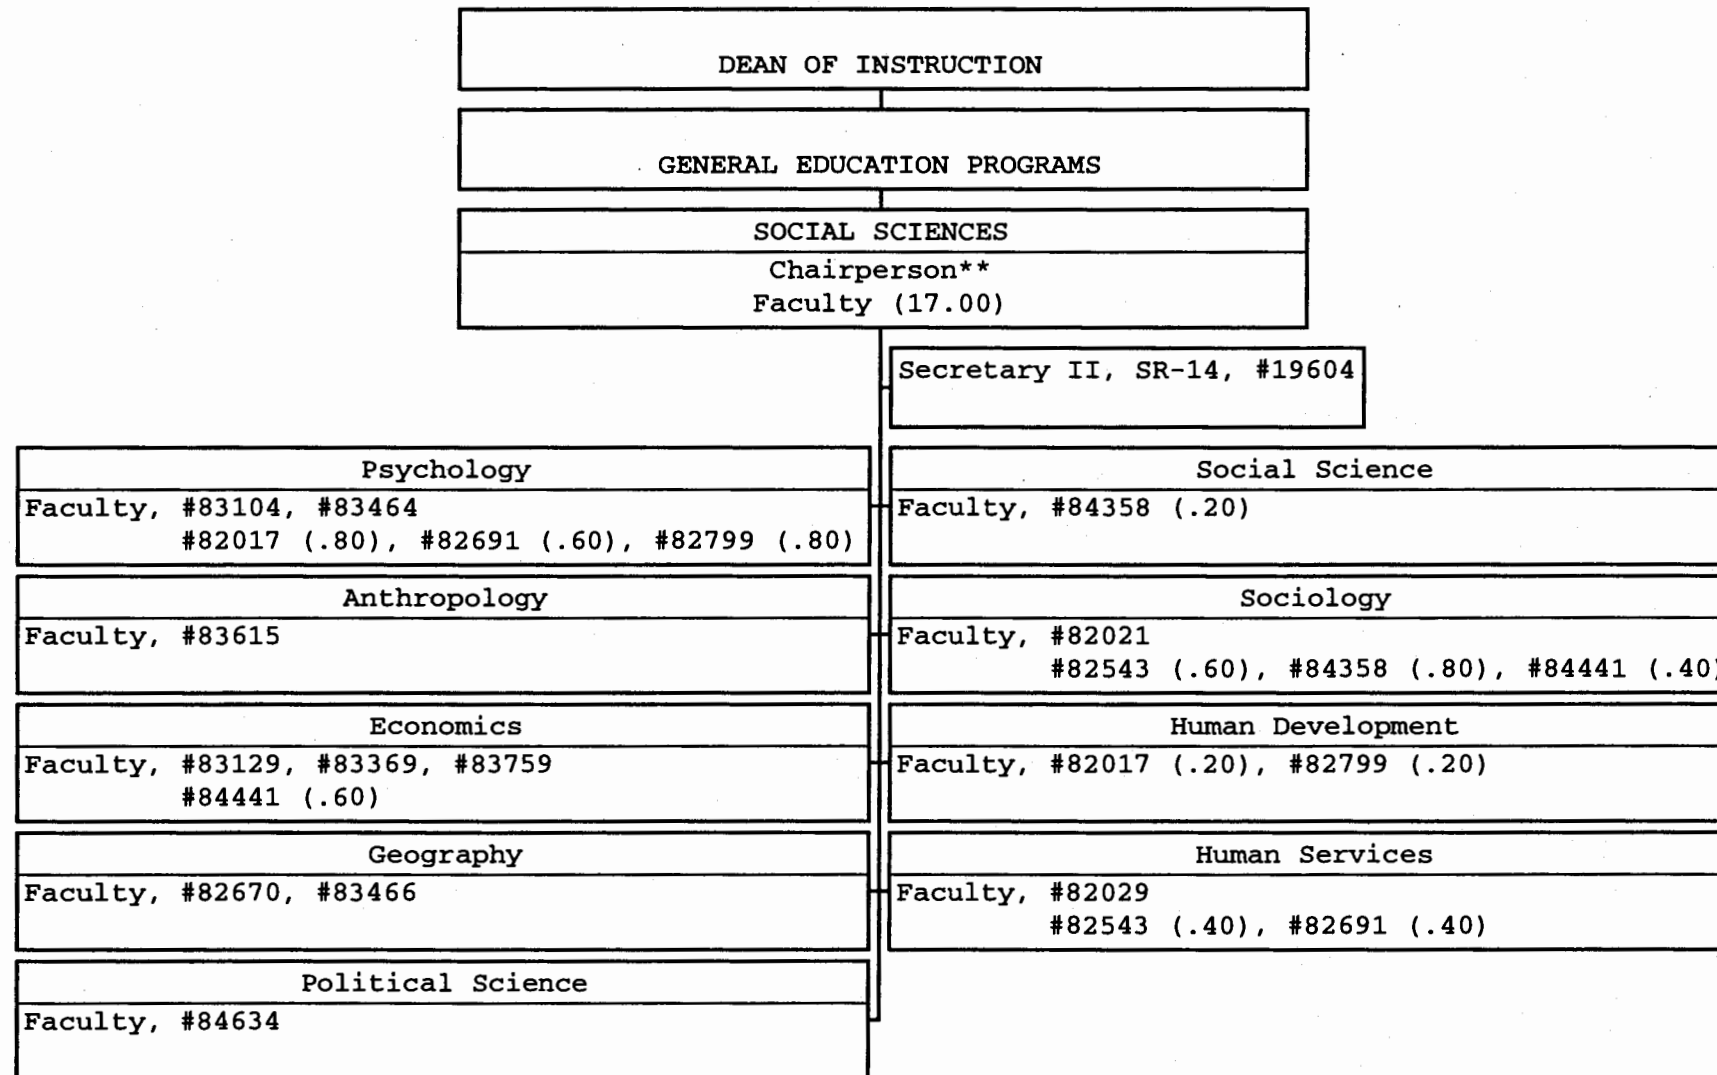 DEAN OF INSTRUCTION
GENERAL EDUCATION PROGRAMS
SOCIAL SCIENCES
Chairperson**
Faculty (17.00)
Secretary II, SR-14, #19604
Psychology
Faculty, #83104, #83464
#82017 (.80), #82691 (.60), #82799 (.80)
Social Science
Faculty, #84358 (.20)
Anthropology
Faculty, #83615
Sociology
Faculty, #82021
#82543 (.60), #84358 (.80), #84441 (.40)
Economics
Faculty, #83129, #83369, #83759
#84441 (.60)
Human Development
Faculty, #82017 (.20), #82799 (.20)
Geography
Faculty, #82670, #83466
Human Services
Faculty, #82029
#82543 (.40), #82691 (.40)
Political Science
Faculty, #84634